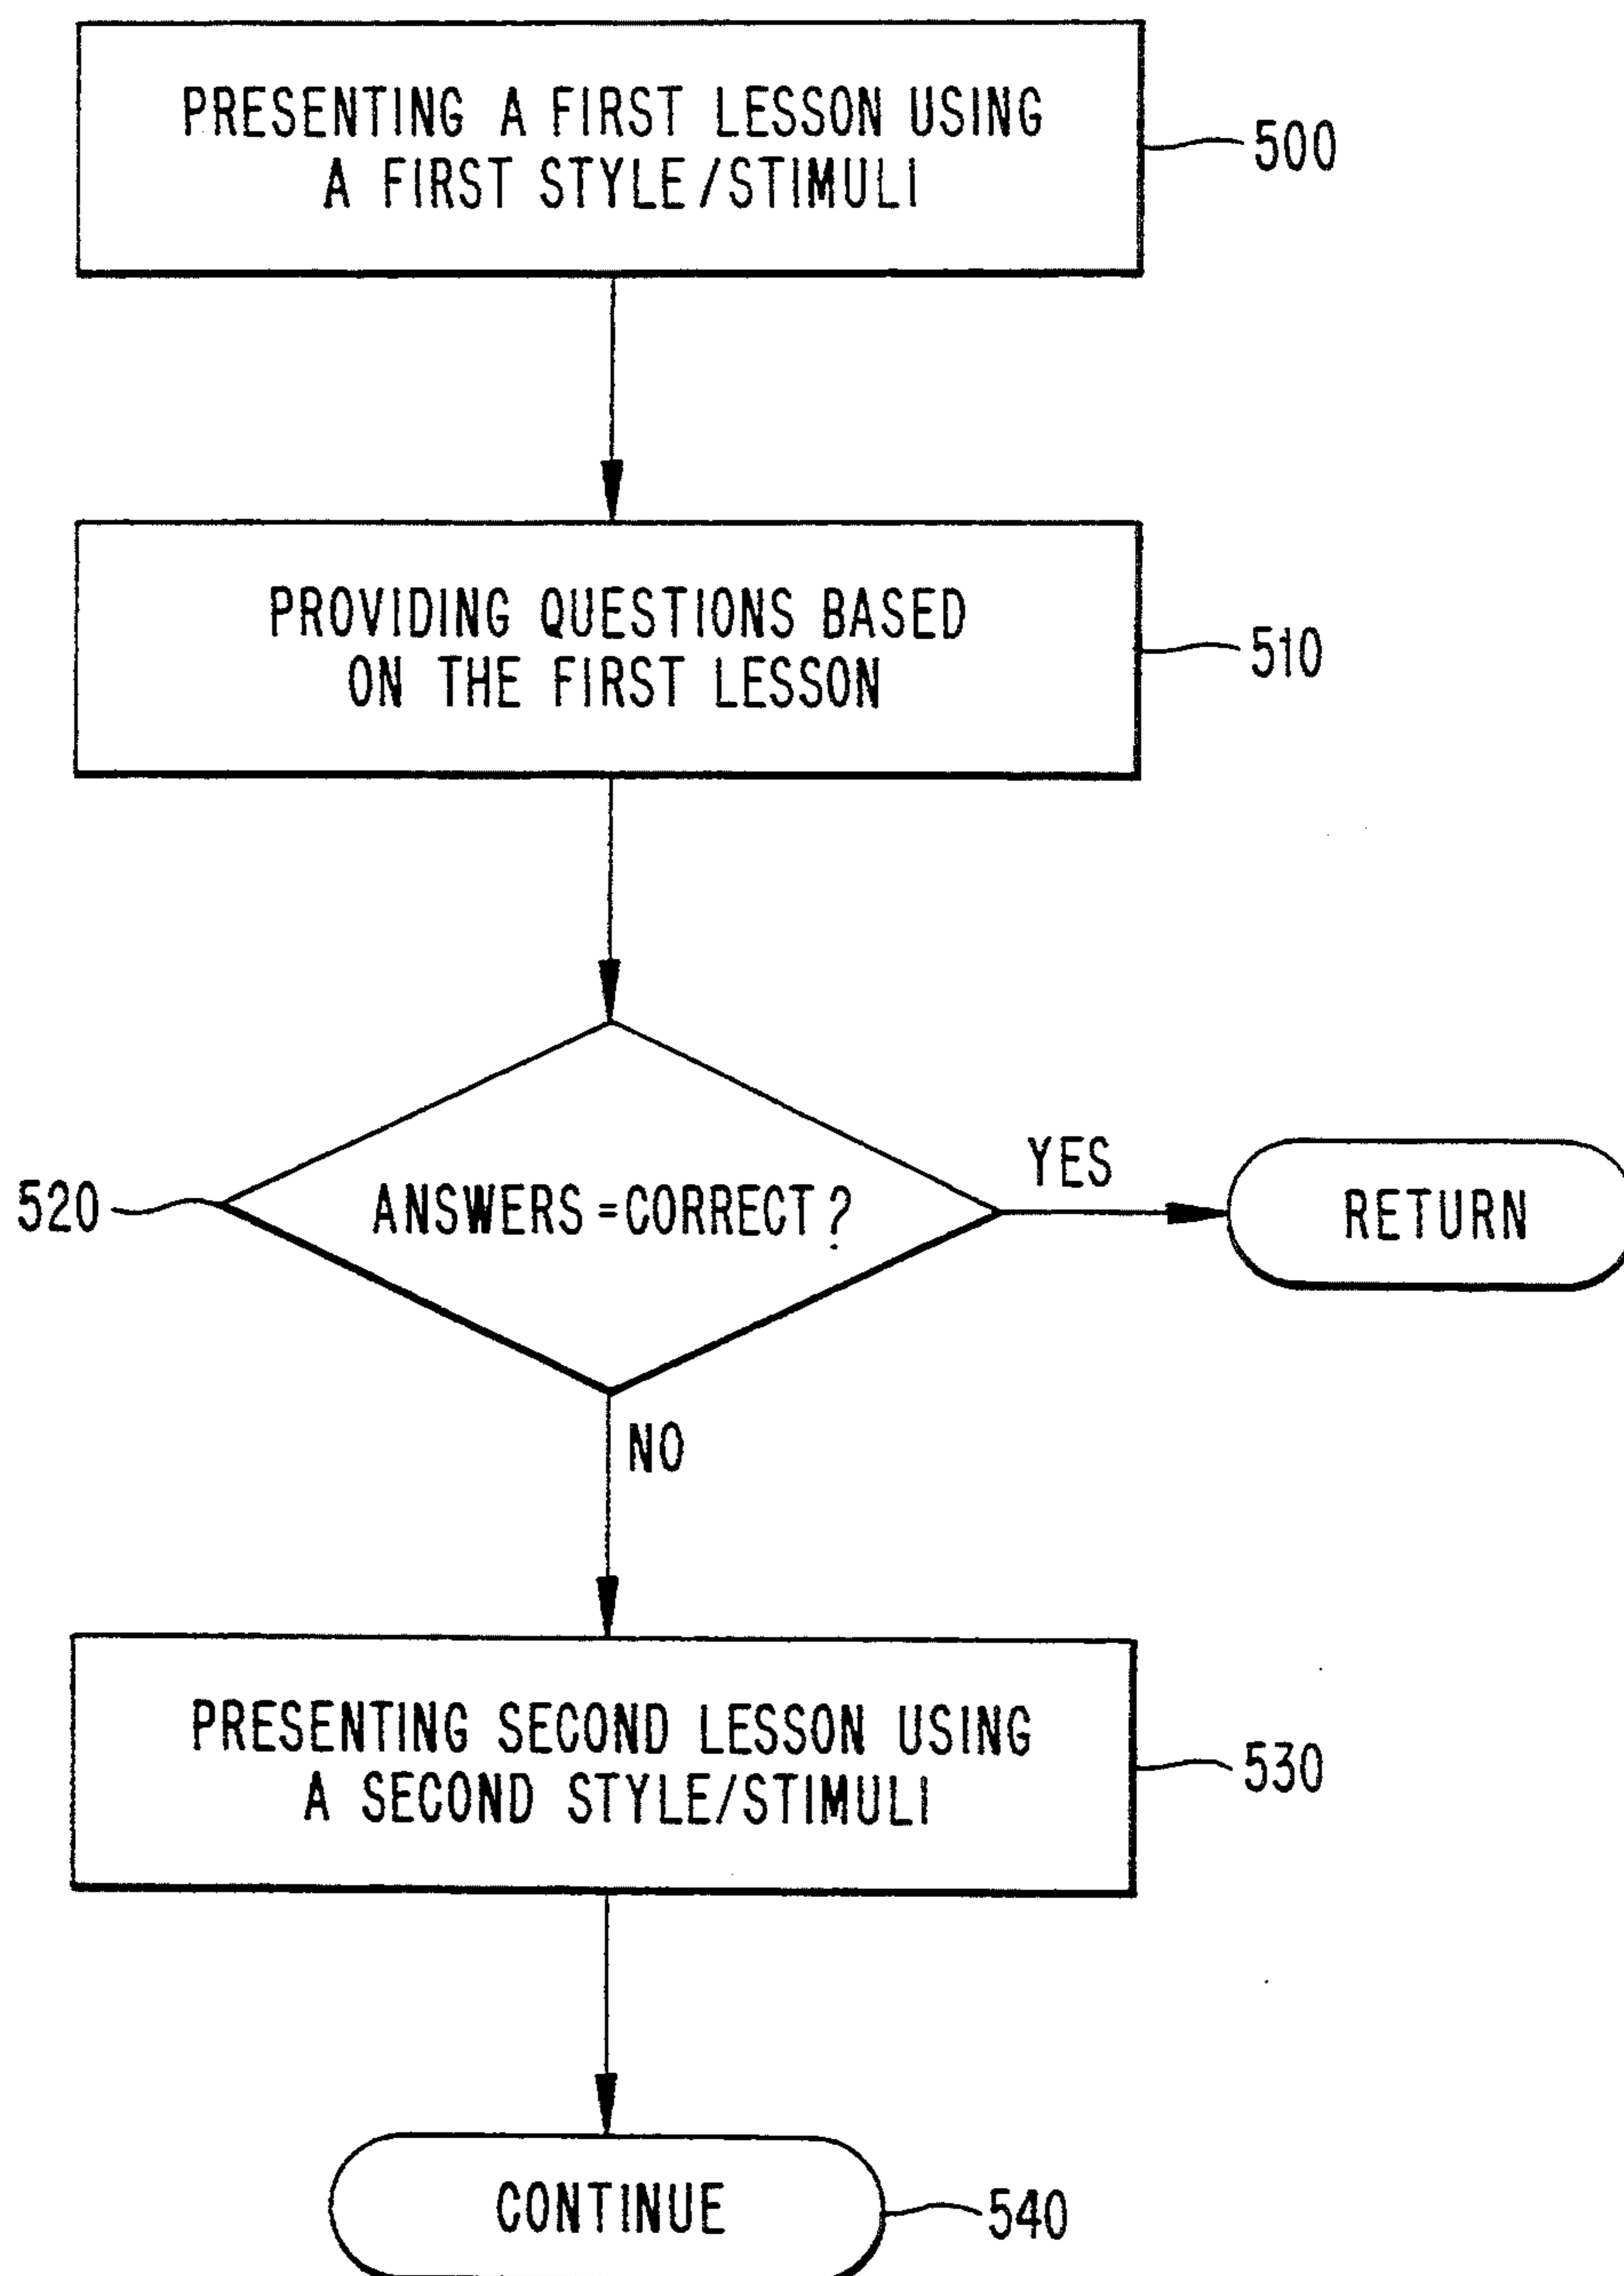 PRESENTING A FIRST LESSON USING
A FIRST STYLE/STIMULI
500
PROVIDING QUESTIONS BASED
ON THE FIRST LESSON
510
520
ANSWERS=CORRECT?
YES
RETURN
NO
PRESENTING SECOND LESSON USING
A SECOND STYLE/STIMULI
530
CONTINUE
540